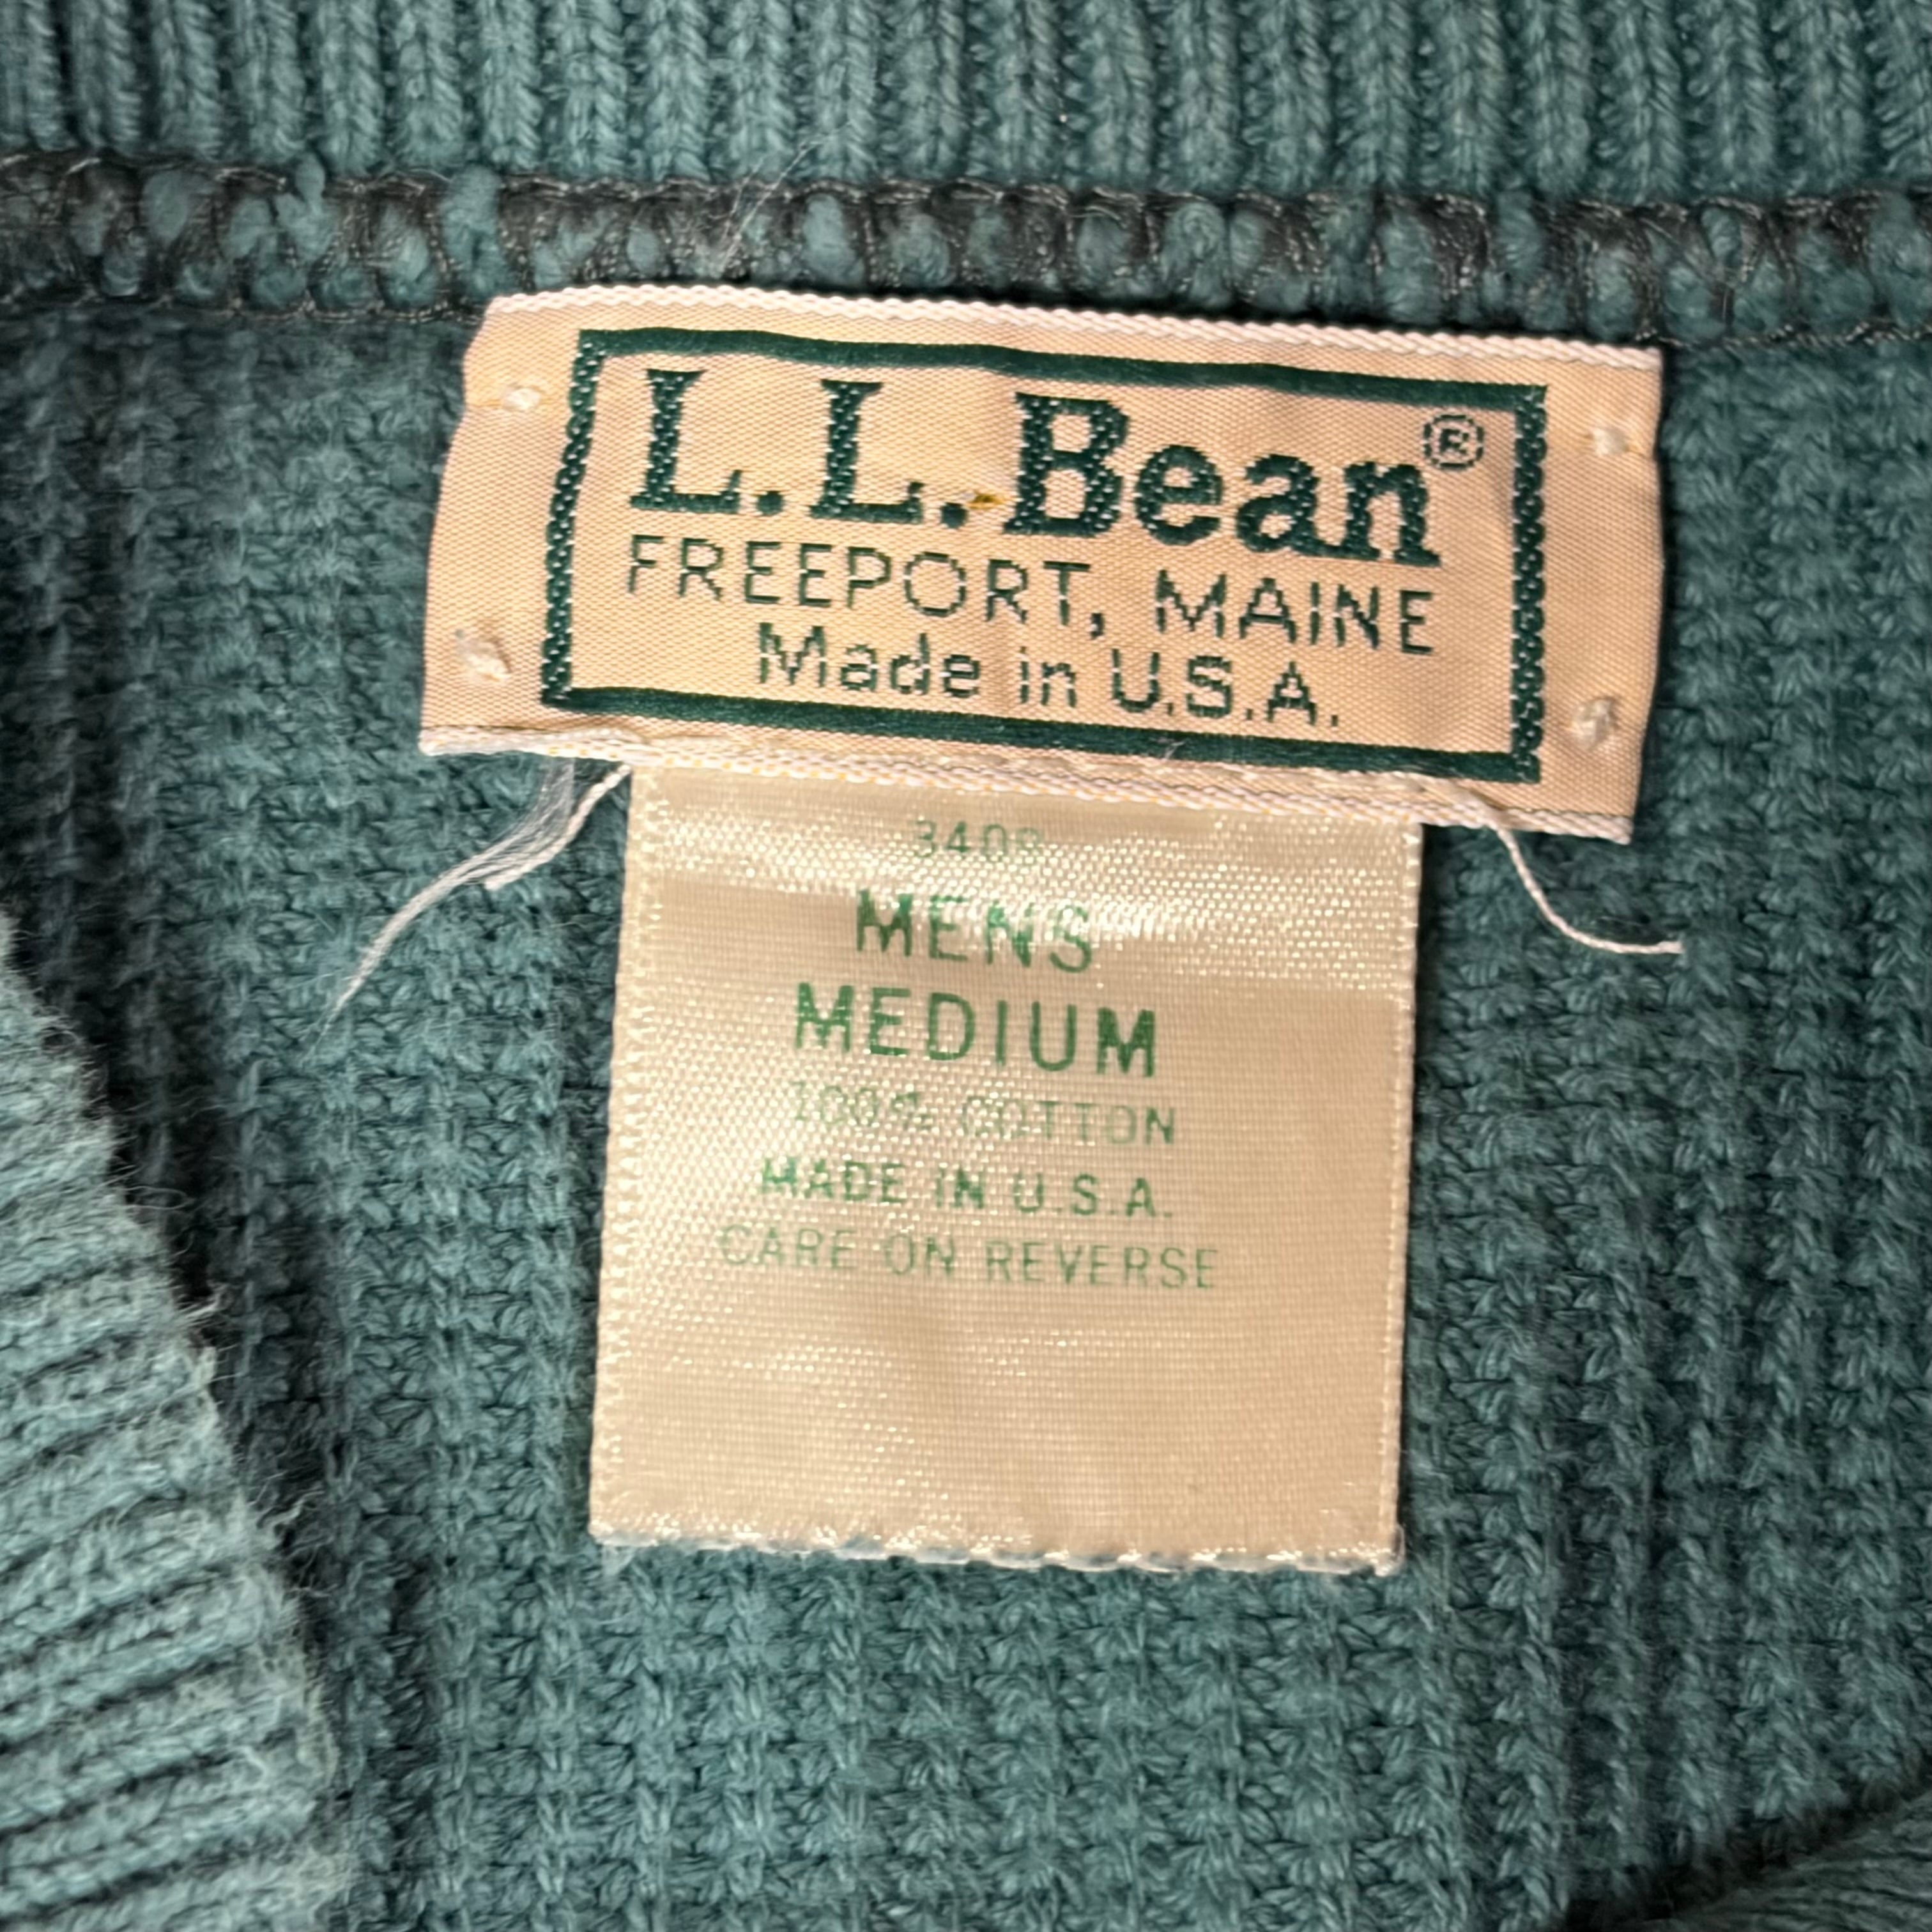 L.L.Bean®
FREEPORT, MAINE
Made in U.S.A.
MENS
MEDIUM
100% COTTON
MADE IN U.S.A.
CARE ON REVERSE